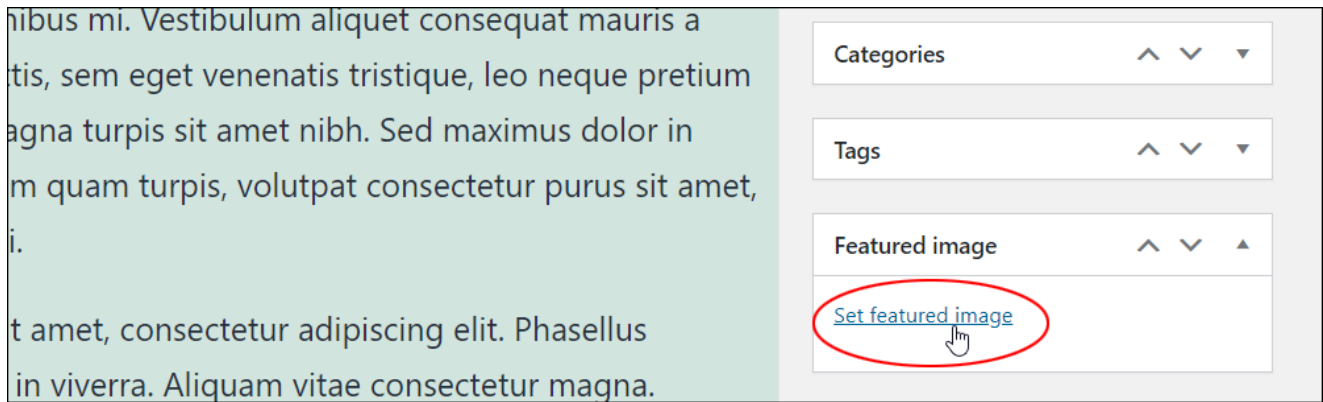 nibus mi. Vestibulum aliquet consequat mauris a
tis, sem eget venenatis tristique, leo neque pretium
agna turpis sit amet nibh. Sed maximus dolor in
m quam turpis, volutpat consectetur purus sit amet,
i.
t amet, consectetur adipiscing elit. Phasellus
in viverra. Aliquam vitae consectetur magna.
Categories
Tags
Featured image
Set featured image